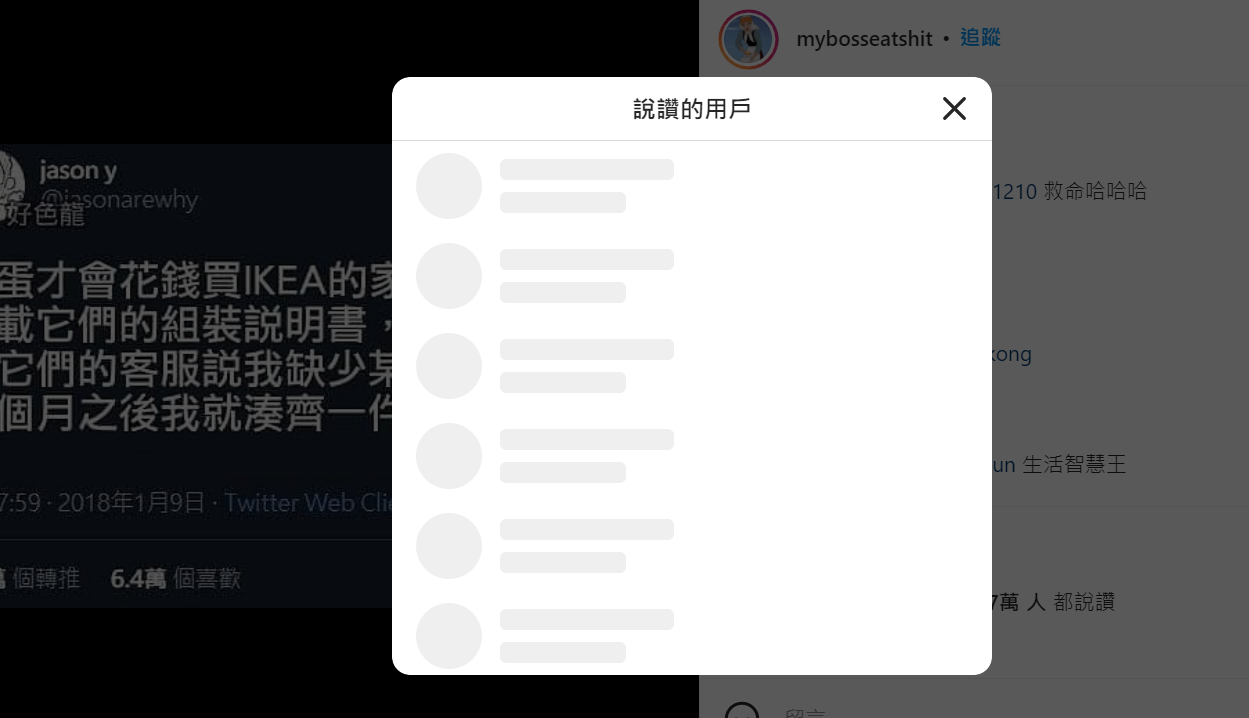 mybosseatshit • 追蹤
說讚的用戶
jason y
@jasonarewhy
好色龍
蛋才會花錢買IKEA的家
載它們的組裝説明書，
它們的客服説我缺少某
個月之後我就湊齊一件
7:59 · 2018年1月9日 · Twitter Web Clie
萬 個轉推 6.4萬 個喜歡
1210 救命哈哈哈
kong
un 生活智慧王
7萬 人 都說讚
留言